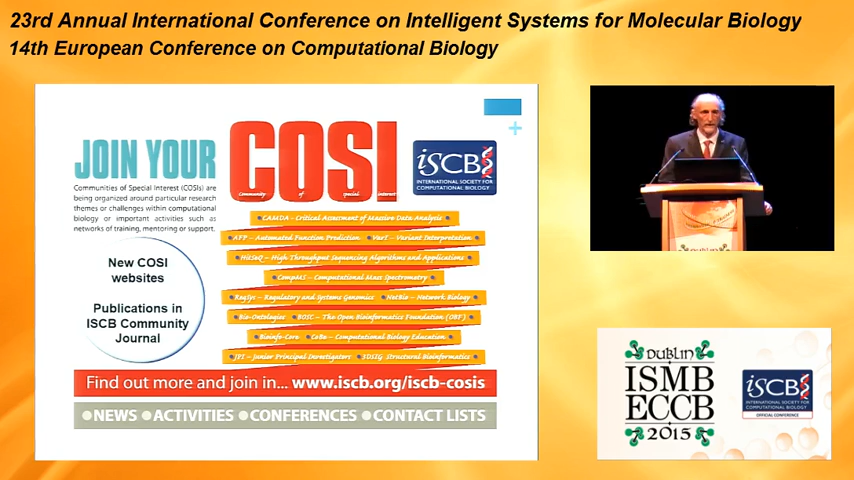 23rd Annual International Conference on Intelligent Systems for Molecular Biology
14th European Conference on Computational Biology
JOIN YOUR
COSI
Community of special interest
iSCB
INTERNATIONAL SOCIETY FOR
COMPUTATIONAL BIOLOGY
Communities of Special Interest (COSIs) are
being organized around particular research
themes or challenges within computational
biology or important activities such as
networks of training, mentoring or support.
New COSI
websites
Publications in
ISCB Community
Journal
CAMDA - Critical Assessment of Massive Data Analysis
AFP – Automated Function Prediction VarI – Variant Interpretation
HitSeq – High Throughput Sequencing Algorithms and Applications
CompMS – Computational Mass Spectrometry
RegSys – Regulatory and Systems Genomics NetBio – Network Biology
Bio-Ontologies BOSC – The Open Bioinformatics Foundation (OBF)
Bioinfo-Core CoBe – Computational Biology Education
JPI – Junior Principal Investigators 3DSIG Structural Bioinformatics
Find out more and join in... www.iscb.org/iscb-cosis
NEWS ACTIVITIES CONFERENCES CONTACT LISTS
DUBLIN
DUBLIN
ISMB
ECCB
2015
iSCB
INTERNATIONAL SOCIETY FOR
COMPUTATIONAL BIOLOGY
OFFICIAL CONFERENCE